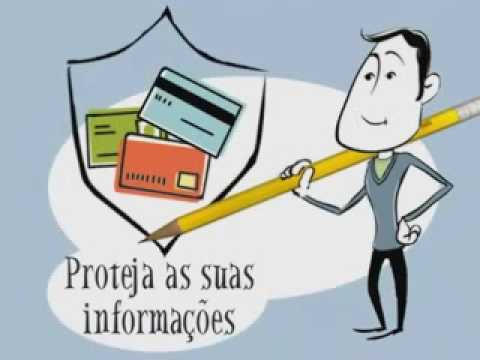 Proteja as suas
informações